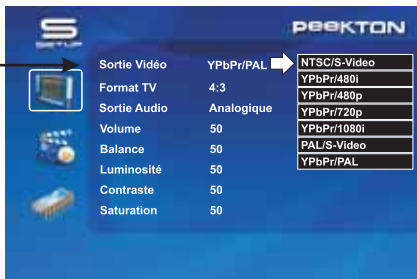 S
SETUP
PEEKTON
Sortie Vidéo YPbPr/PAL
Format TV 4:3
Sortie Audio Analogique
Volume 50
Balance 50
Luminosité 50
Contraste 50
Saturation 50
NTSC/S-Video
YPbPr/480i
YPbPr/480p
YPbPr/720p
YPbPr/1080i
PAL/S-Video
YPbPr/PAL